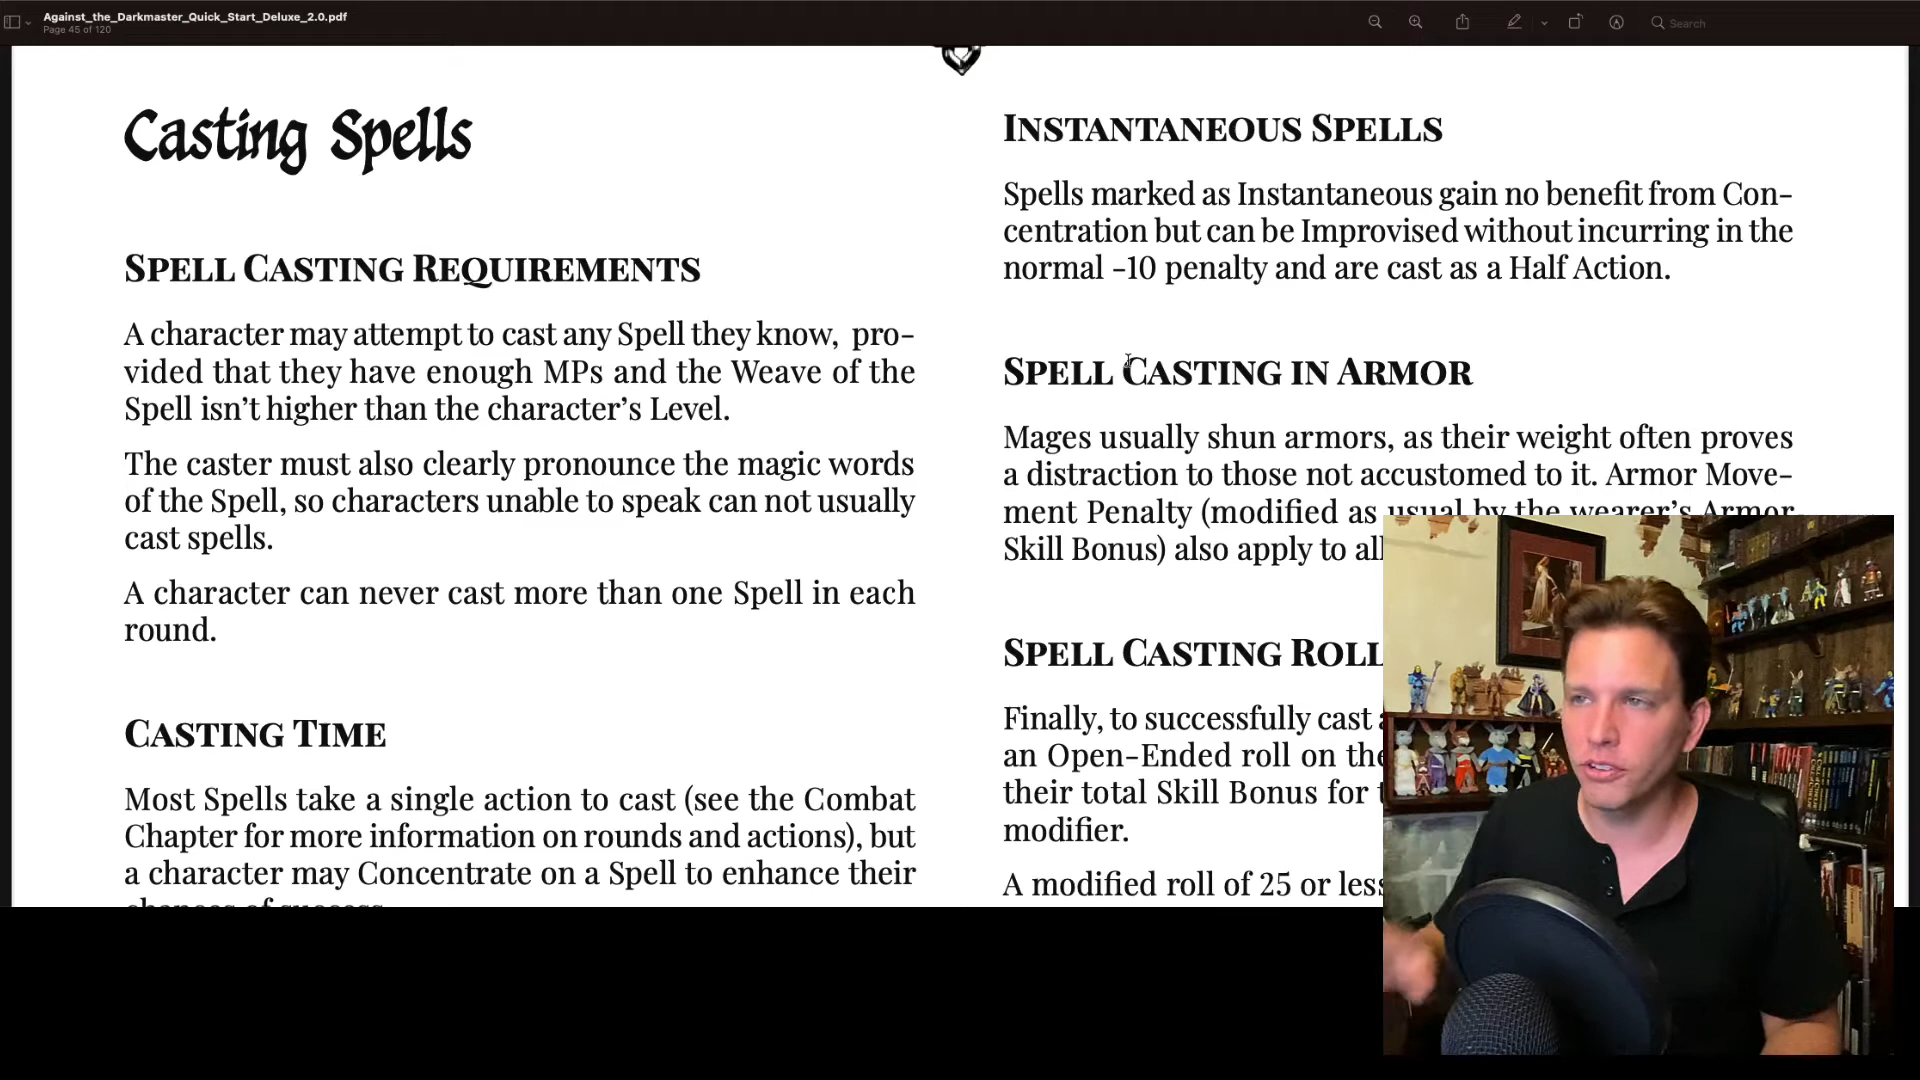 Against_the_Darkmaster_Quick_Start_Deluxe_2.0.pdf
Page 45 of 120
Search
Casting Spells
SPELL CASTING REQUIREMENTS
A character may attempt to cast any Spell they know, pro-
vided that they have enough MPs and the Weave of the
Spell isn't higher than the character's Level.
The caster must also clearly pronounce the magic words
of the Spell, so characters unable to speak can not usually
cast spells.
A character can never cast more than one Spell in each
round.
CASTING TIME
Most Spells take a single action to cast (see the Combat
Chapter for more information on rounds and actions), but
a character may Concentrate on a Spell to enhance their
chances of success.
INSTANTANEOUS SPELLS
Spells marked as Instantaneous gain no benefit from Con-
centration but can be Improvised without incurring in the
normal -10 penalty and are cast as a Half Action.
SPELL CASTING IN ARMOR
Mages usually shun armors, as their weight often proves
a distraction to those not accustomed to it. Armor Move-
ment Penalty (modified as usual by the wearer's Armor
Skill Bonus) also apply to al
SPELL CASTING ROLL
Finally, to successfully cast
an Open-Ended roll on the
their total Skill Bonus for
modifier.
A modified roll of 25 or less